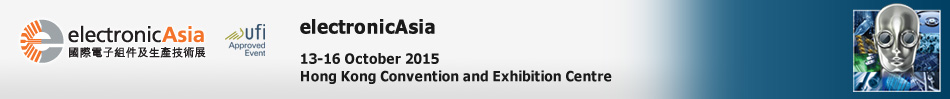 electronicAsia
國際電子組件及生產技術展
ufi
Approved
Event
electronicAsia
13-16 October 2015
Hong Kong Convention and Exhibition Centre